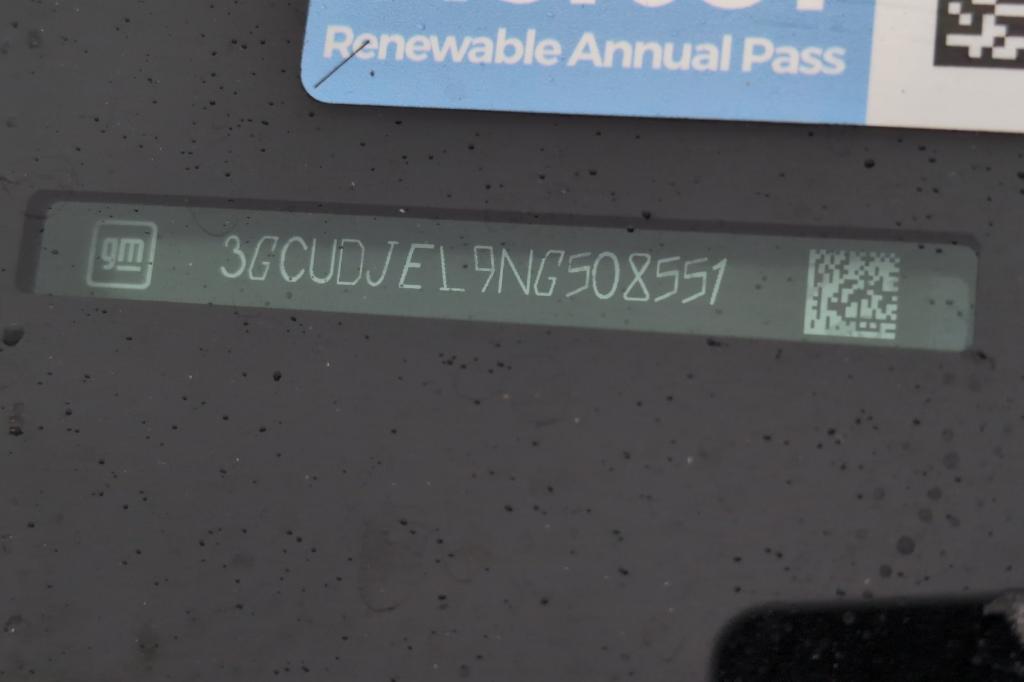 Renewable Annual Pass
gm 3GCUDJEL9NG508551